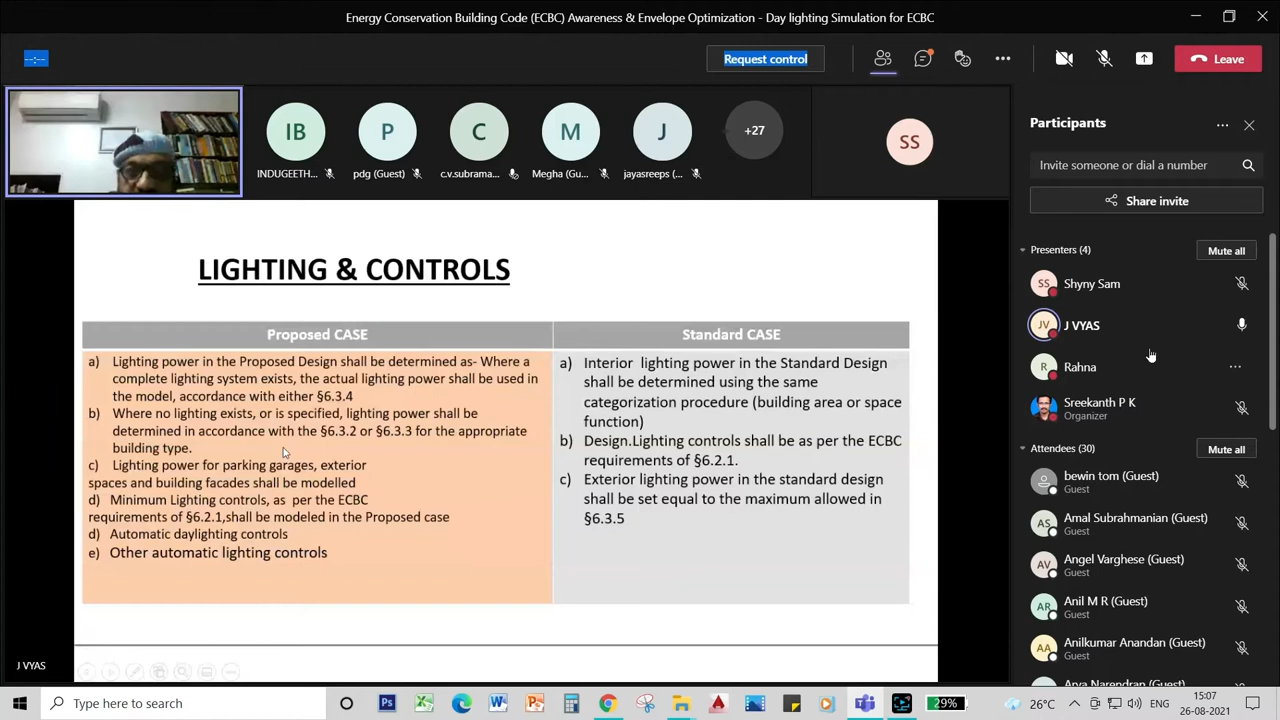 Energy Conservation Building Code (ECBC) Awareness & Envelope Optimization - Day lighting Simulation for ECBC
--:--
Request control
Leave
IB
P
C
M
J
+27
SS
INDUGEETH...
pdg (Guest)
c.v.subrama...
Megha (Gu...
jayasreeps (...
Participants
Invite someone or dial a number
Share invite
Presenters (4)
Mute all
SS
Shyny Sam
JV
J VYAS
R
Rahna
Sreekanth P K
Organizer
Attendees (30)
Mute all
bewin tom (Guest)
Guest
AS
Amal Subrahmanian (Guest)
Guest
AV
Angel Varghese (Guest)
Guest
AR
Anil M R (Guest)
Guest
AA
Anilkumar Anandan (Guest)
Guest
Arya Narendran (Guest)
LIGHTING & CONTROLS
Proposed CASE
a) Lighting power in the Proposed Design shall be determined as- Where a
complete lighting system exists, the actual lighting power shall be used in
the model, accordance with either §6.3.4
b) Where no lighting exists, or is specified, lighting power shall be
determined in accordance with the §6.3.2 or §6.3.3 for the appropriate
building type.
c) Lighting power for parking garages, exterior
spaces and building facades shall be modelled
d) Minimum Lighting controls, as per the ECBC
requirements of §6.2.1,shall be modeled in the Proposed case
d) Automatic daylighting controls
e) Other automatic lighting controls
Standard CASE
a) Interior lighting power in the Standard Design
shall be determined using the same
categorization procedure (building area or space
function)
b) Design.Lighting controls shall be as per the ECBC
requirements of §6.2.1.
c) Exterior lighting power in the standard design
shall be set equal to the maximum allowed in
§6.3.5
J VYAS
Type here to search
29%
26°C
ENG
15:07
26-08-2021